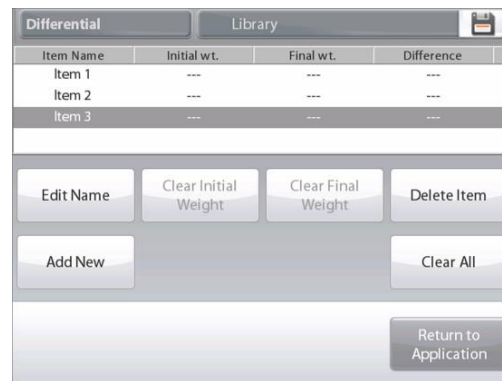 Differential Library
Item Name Initial wt. Final wt. Difference
Item 1 --- --- ---
Item 2 --- --- ---
Item 3 --- --- ---
Edit Name Clear Initial Weight Clear Final Weight Delete Item
Add New Clear All
Return to
Application